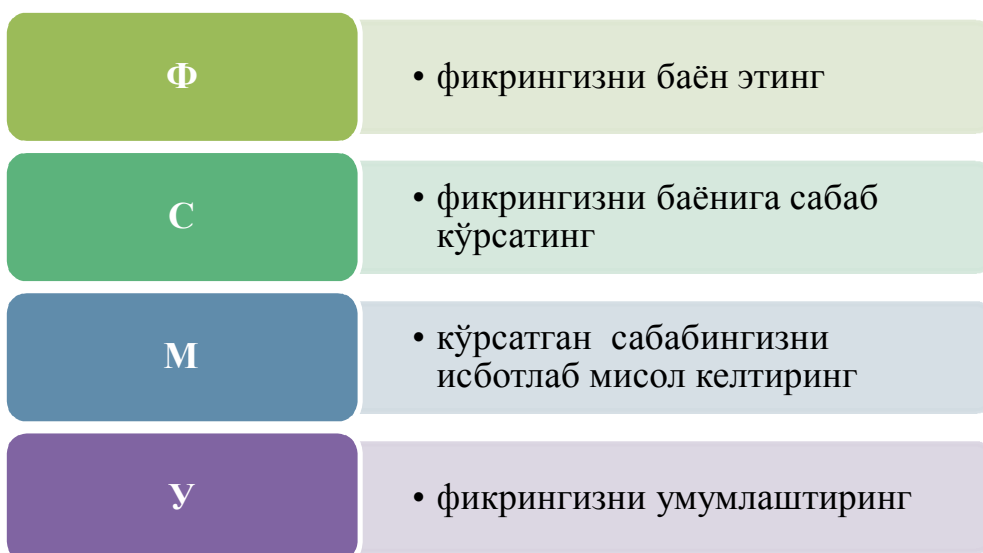 Ф
• фикрингизни баён этинг
С
• фикрингизни баёнига сабаб
кўрсатинг
М
• кўрсатган сабабингизни
исботлаб мисол келтиринг
У
• фикрингизни умумлаштиринг